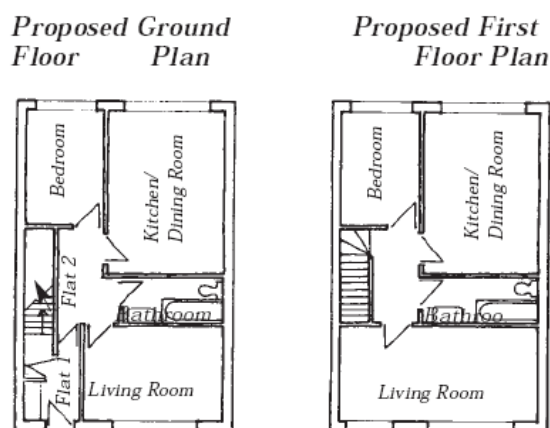 Proposed Ground
Floor Plan
Bedroom
Kitchen/
Dining Room
Flat 2
Bathroom
Flat 1
Living Room
Proposed First
Floor Plan
Bedroom
Kitchen/
Dining Room
Bathroo
Living Room